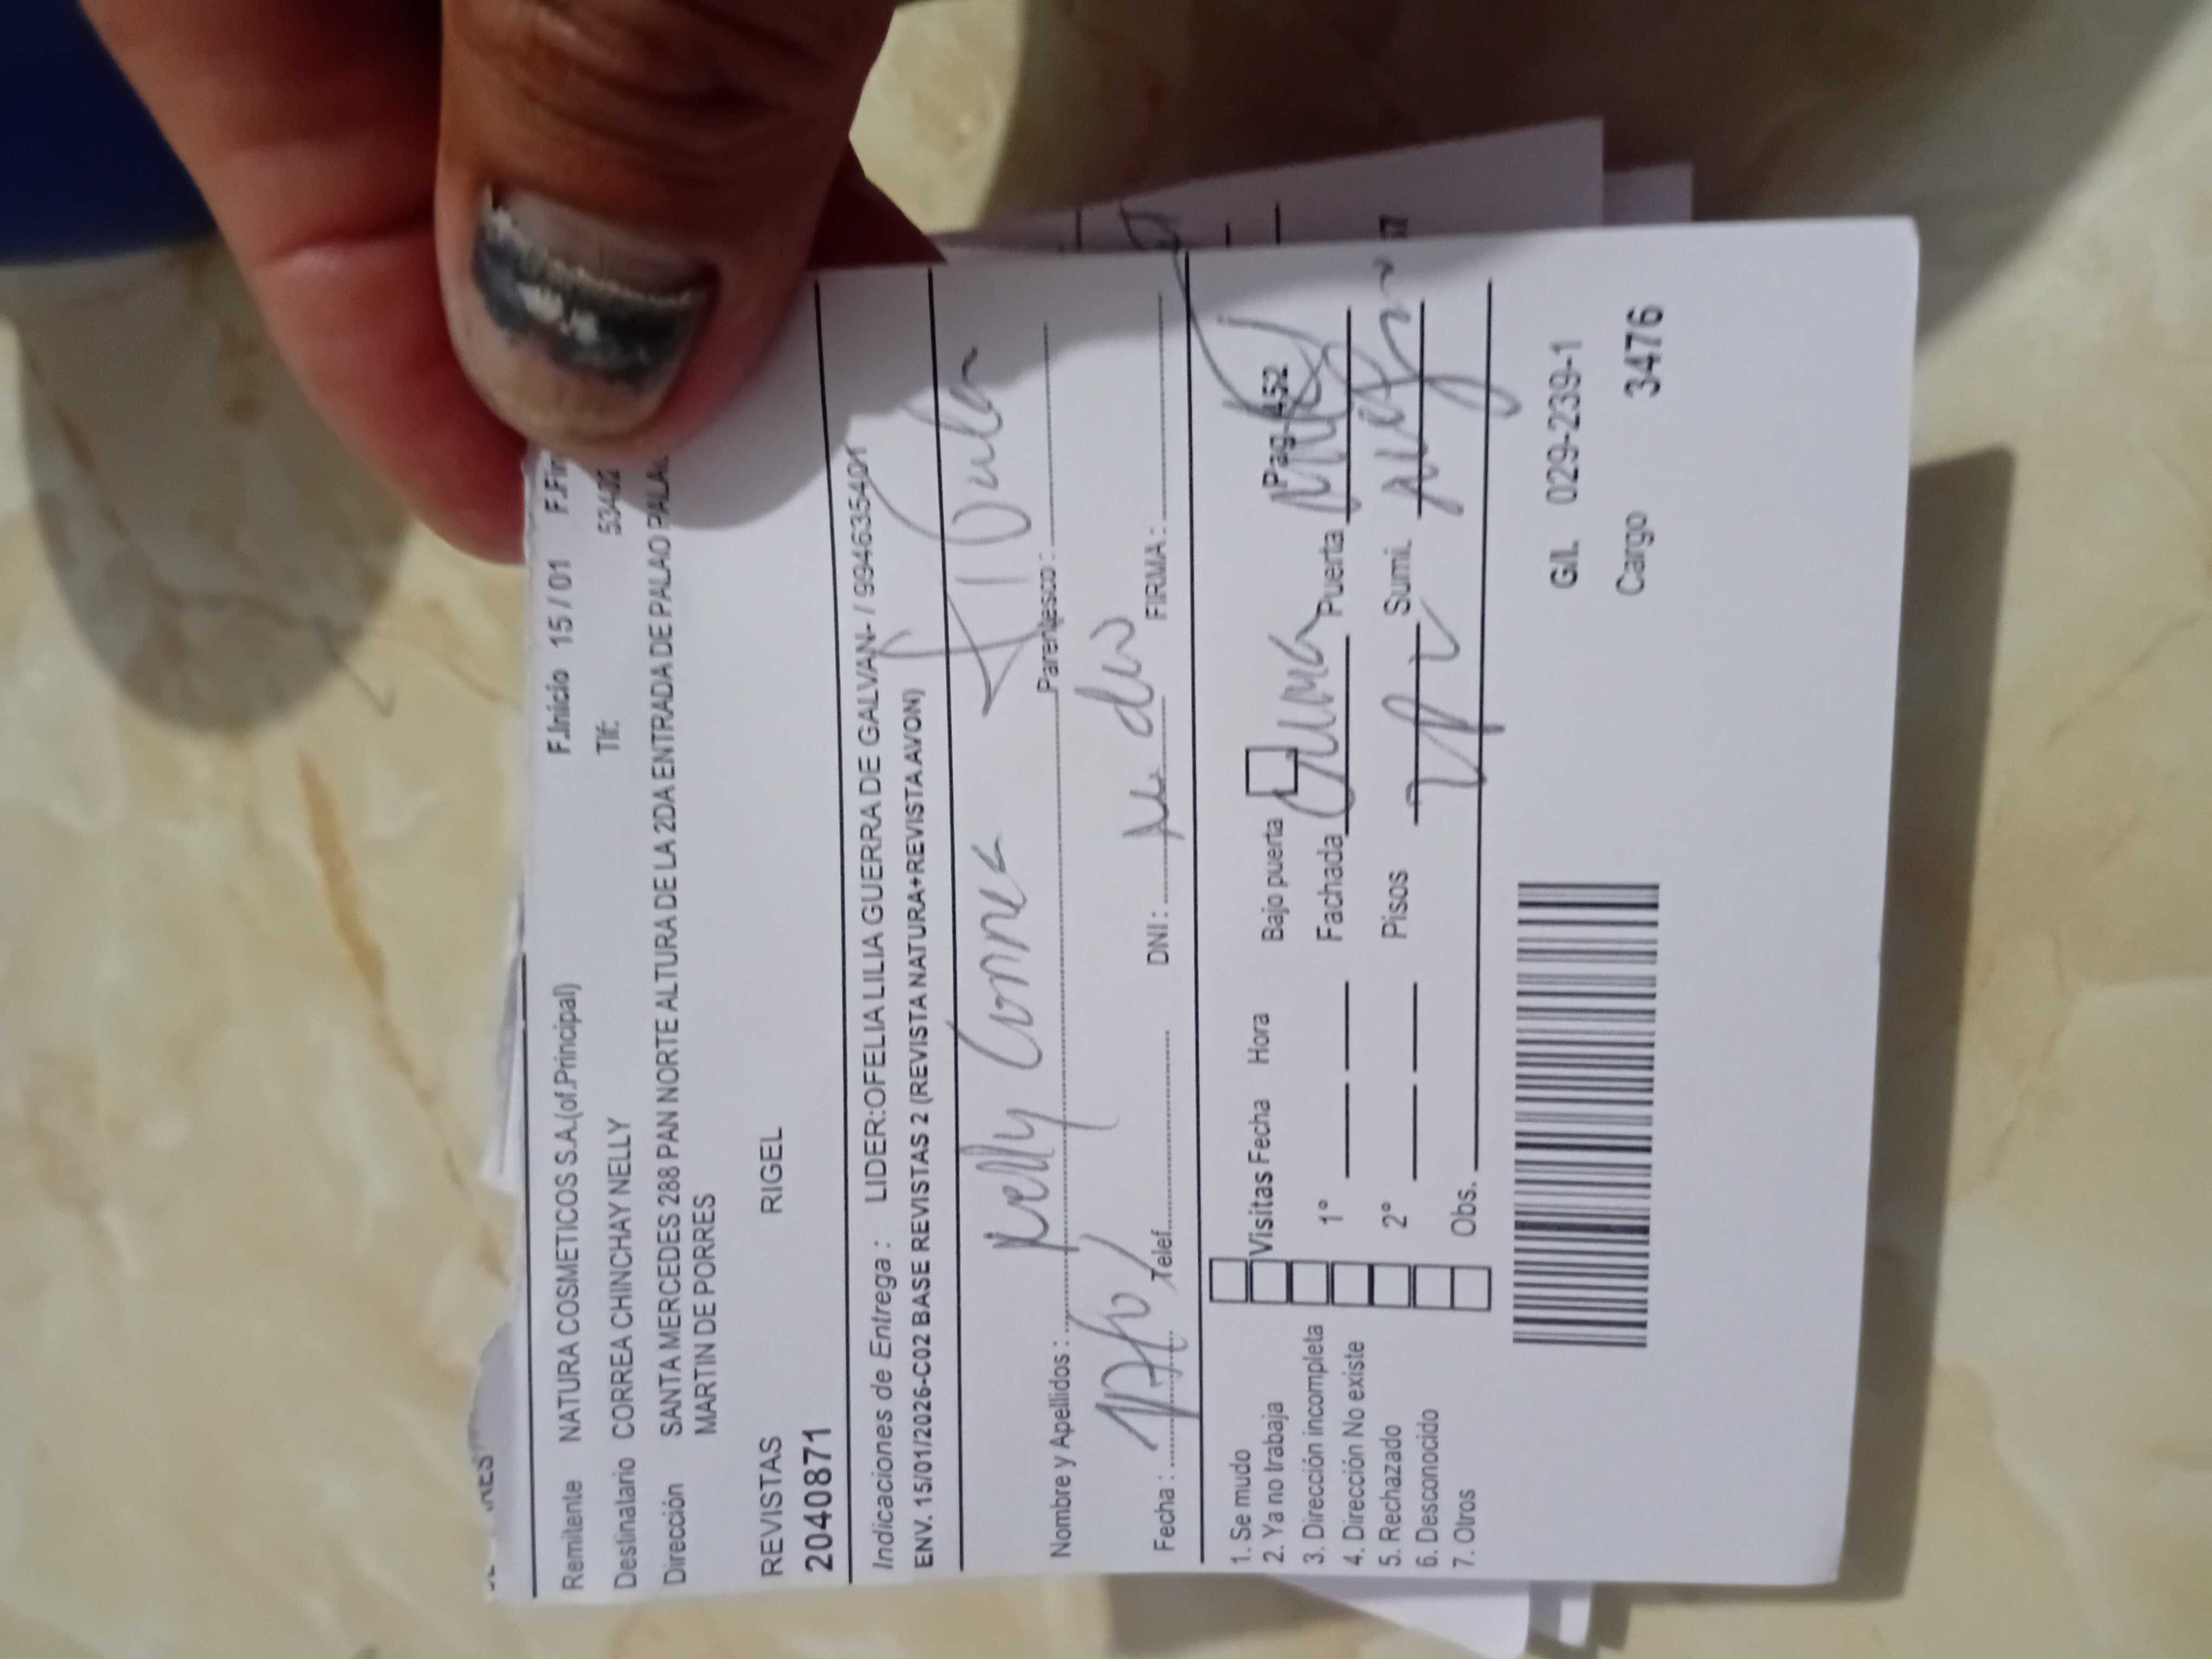 Remitente NATURA COSMETICOS S.A.(of.Principal) F.Inicio 15 / 01
Destinatario CORREA CHINCHAY NELLY Tlf:
Dirección SANTA MERCEDES 288 PAN NORTE ALTURA DE LA 2DA ENTRADA DE PALAO
MARTIN DE PORRES
REVISTAS RIGEL
2040871
Indicaciones de Entrega : LIDER:OFELIA LILIA GUERRA DE GALVAN- / 994635401
ENV. 15/01/2026-C02 BASE REVISTAS 2 (REVISTA NATURA+REVISTA AVON)
Nombre y Apellidos : Nelly Correa Parentesco :
Fecha : Telef. DNI : FIRMA :
1. Se mudo
2. Ya no trabaja
3. Dirección incompleta
4. Dirección No existe
5. Rechazado
6. Desconocido
7. Otros
Visitas Fecha Hora Bajo puerta Pag-452
1° Fachada Crema Puerta
2° Pisos Sumi.
Obs.
G/L 029-239-1
Cargo 3476